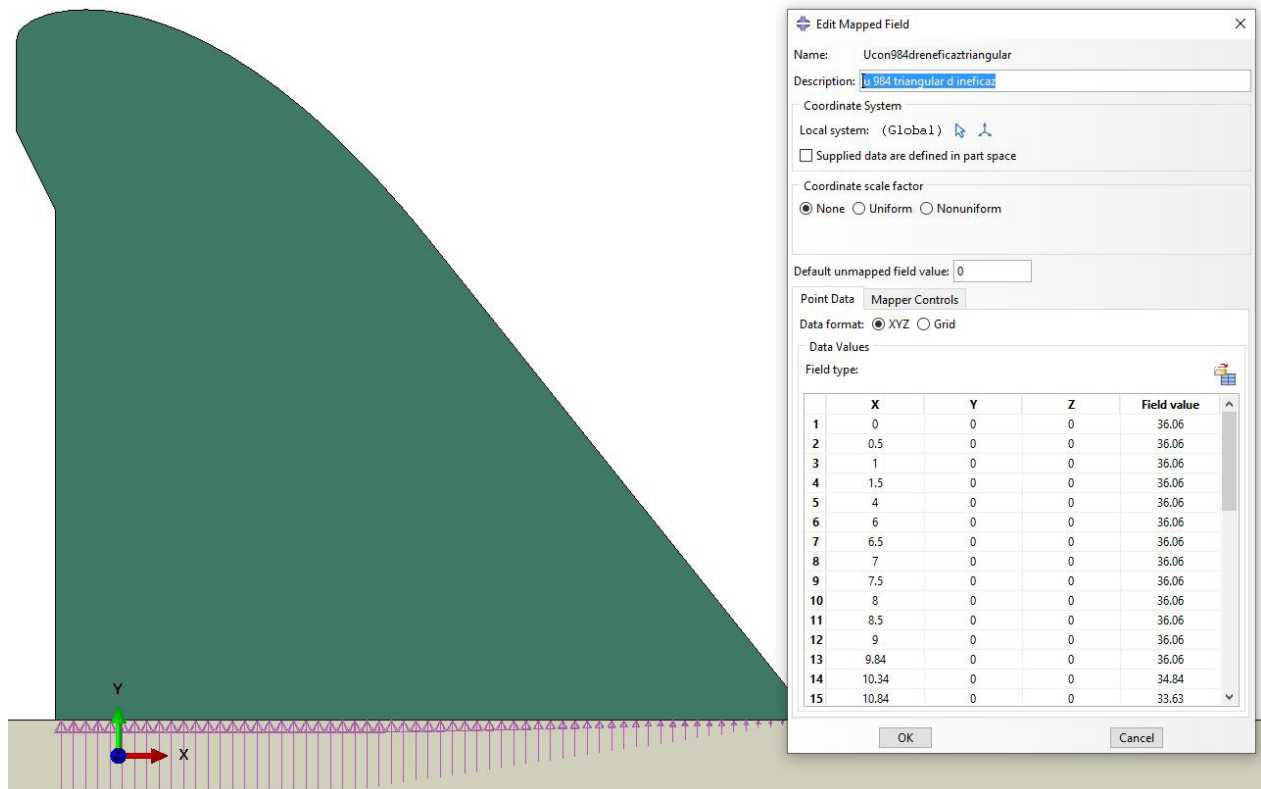 Edit Mapped Field
Name: Ucon984dreneficaztriangular
Description: u 984 triangular d ineficaz
Coordinate System
Local system: (Global)
Supplied data are defined in part space
Coordinate scale factor
None Uniform Nonuniform
Default unmapped field value: 0
Point Data Mapper Controls
Data format: XYZ Grid
Data Values
Field type:
X Y Z Field value
1 0 0 0 36.06
2 0.5 0 0 36.06
3 1 0 0 36.06
4 1.5 0 0 36.06
5 4 0 0 36.06
6 6 0 0 36.06
7 6.5 0 0 36.06
8 7 0 0 36.06
9 7.5 0 0 36.06
10 8 0 0 36.06
11 8.5 0 0 36.06
12 9 0 0 36.06
13 9.84 0 0 36.06
14 10.34 0 0 34.84
15 10.84 0 0 33.63
OK Cancel
Y
X